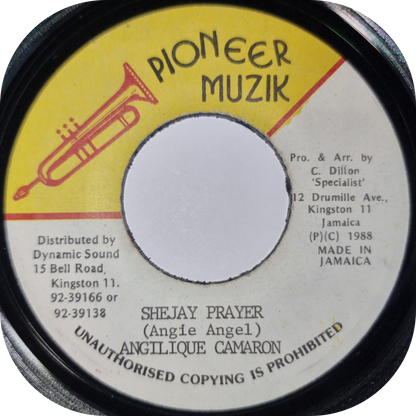 PIONEER
MUZIK
Pro. & Arr. by
C. Dillon
'Specialist'
12 Drumille Ave.,
Kingston 11
Jamaica
(P)(C) 1988
MADE IN
JAMAICA
Distributed by
Dynamic Sound
15 Bell Road,
Kingston 11.
92-39166 or
92-39138
SHEJAY PRAYER
(Angie Angel)
ANGILIQUE CAMARON
UNAUTHORISED COPYING IS PROHIBITED